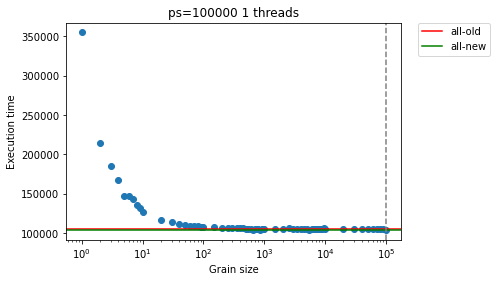 ps=100000 1 threads
all-old
all-new
350000
300000
250000
200000
150000
100000
Execution time
10⁰
10¹
10²
10³
10⁴
10⁵
Grain size